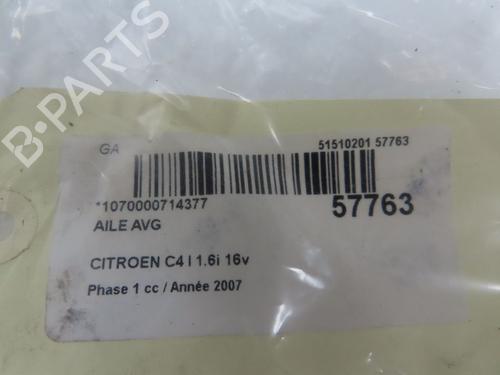 GA
51510201 57763
*1070000714377
57763
AILE AVG
CITROEN C4 I 1.6i 16v
Phase 1 cc / Année 2007
B-PARTS